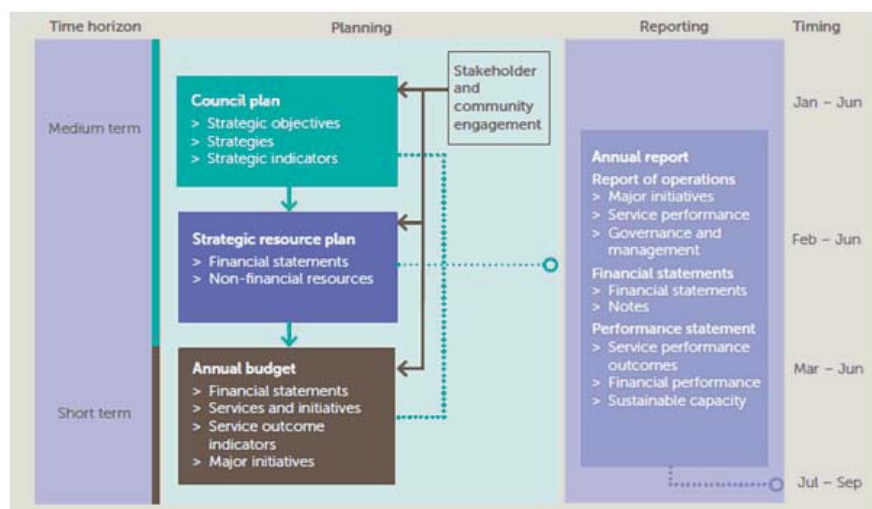 Time horizon
Planning
Reporting
Timing
Medium term
Short term
Council plan
> Strategic objectives
> Strategies
> Strategic indicators
Stakeholder
and
community
engagement
Strategic resource plan
> Financial statements
> Non-financial resources
Annual budget
> Financial statements
> Services and initiatives
> Service outcome
indicators
> Major initiatives
Annual report
Report of operations
> Major initiatives
> Service performance
> Governance and
management
Financial statements
> Financial statements
> Notes
Performance statement
> Service performance
outcomes
> Financial performance
> Sustainable capacity
Jan – Jun
Feb – Jun
Mar – Jun
Jul – Sep